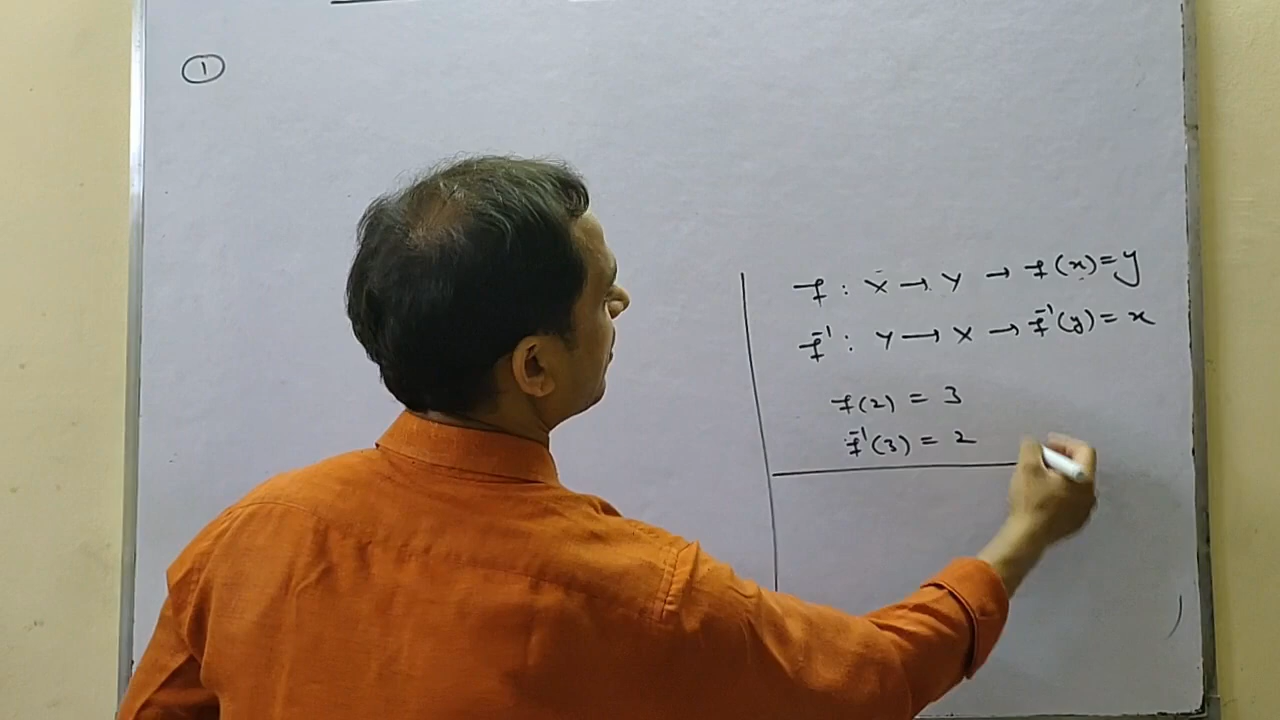 ①
f : X → Y → f(x)=y
f⁻¹ : Y → X → f⁻¹(y)= x
f(2) = 3
f⁻¹(3) = 2